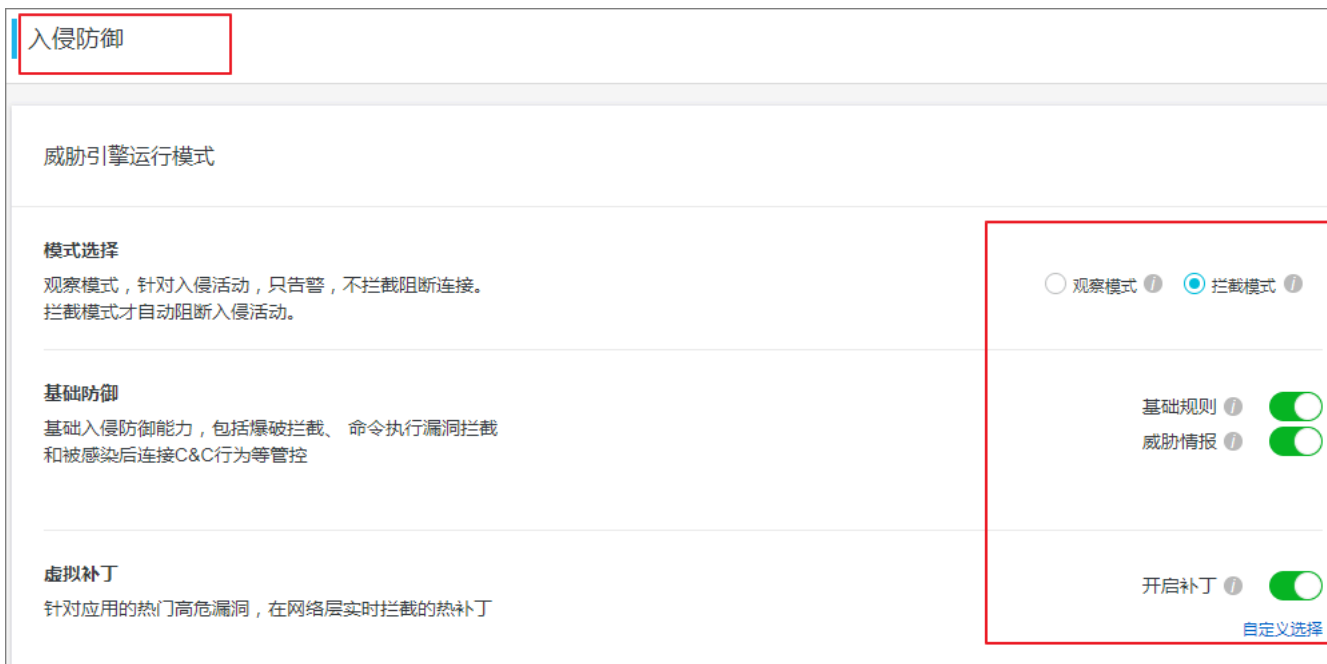 入侵防御
威胁引擎运行模式
模式选择
观察模式，针对入侵活动，只告警，不拦截阻断连接。
拦截模式才自动阻断入侵活动。
观察模式 拦截模式
基础防御
基础入侵防御能力，包括爆破拦截、 命令执行漏洞拦截
和被感染后连接C&C行为等管控
基础规则
威胁情报
虚拟补丁
针对应用的热门高危漏洞，在网络层实时拦截的热补丁
开启补丁
自定义选择